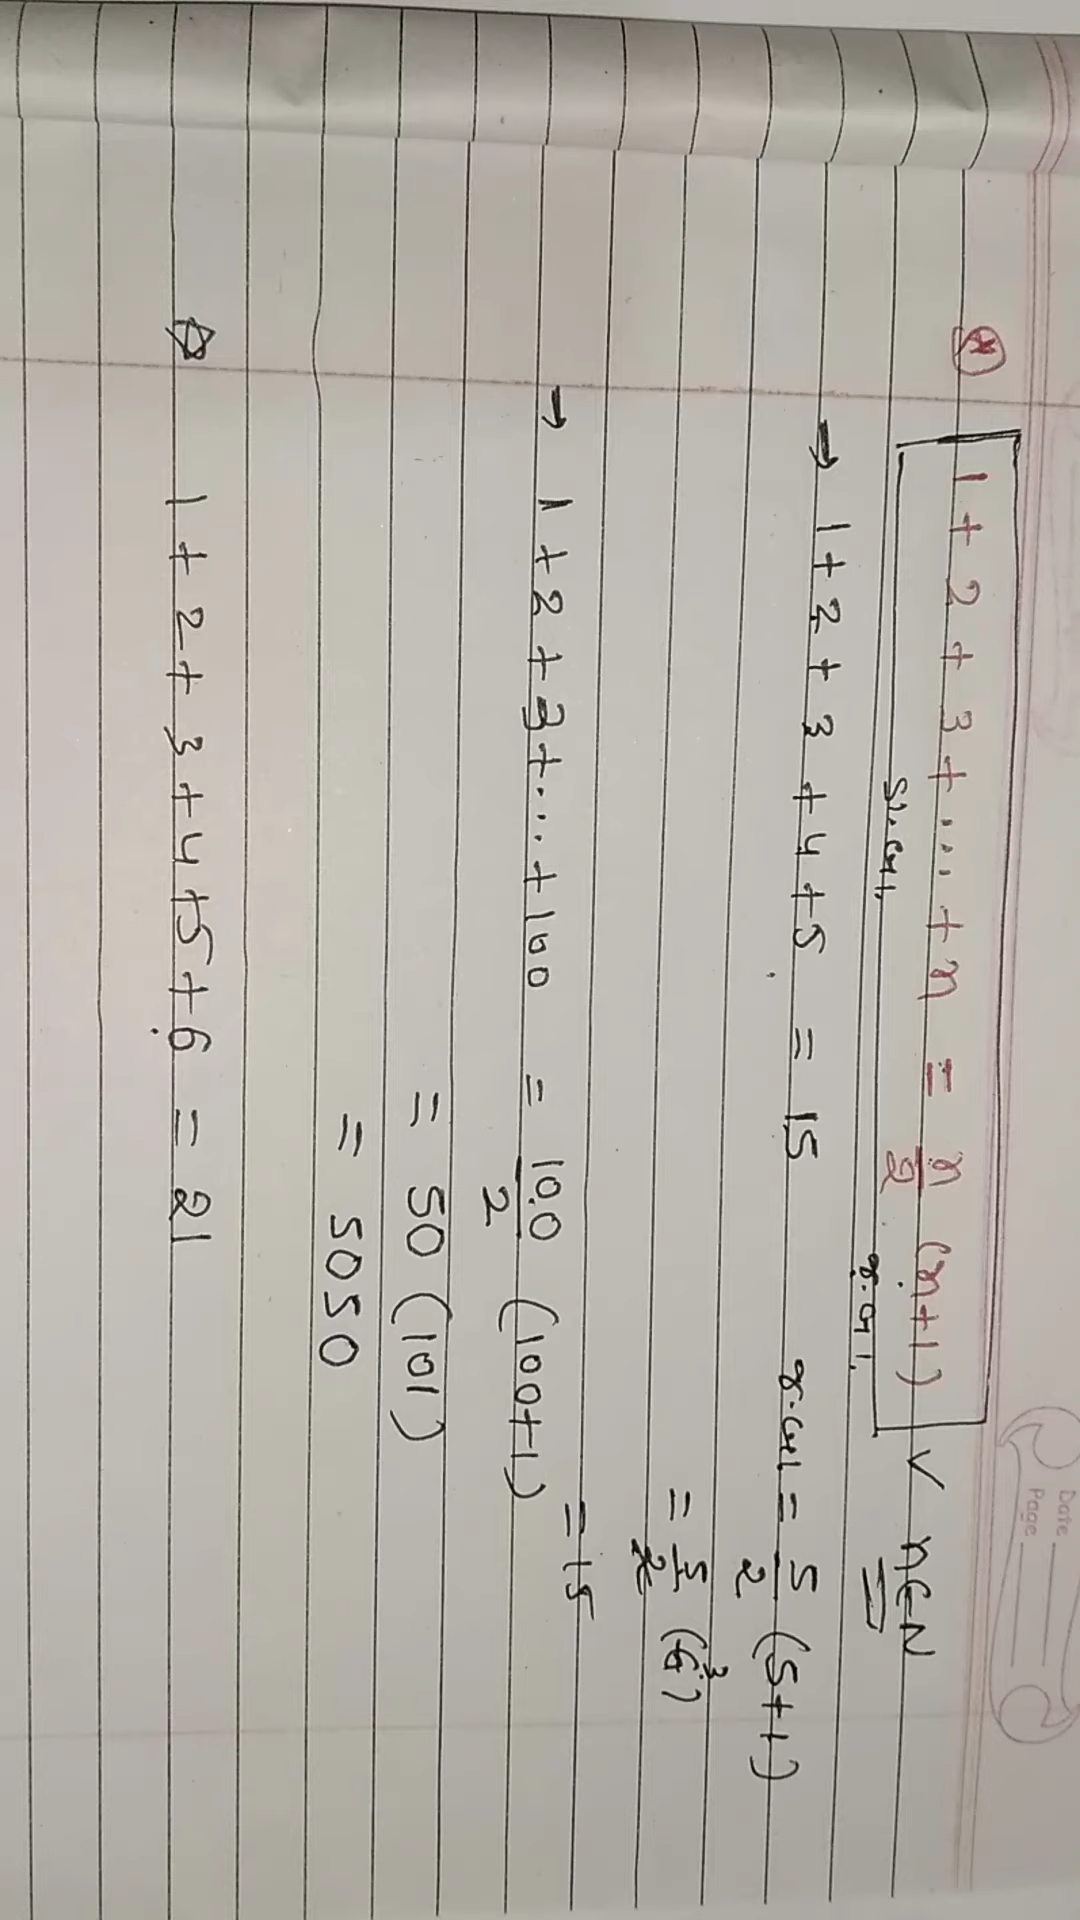 Date
Page
1 + 2 + 3 + ... + n = n/2 (n+1) ∀ n∈N
→ 1 + 2 + 3 + 4 + 5 = 15
= 5/2 (5+1)
= 5/2 (6) 3
= 15
→ 1 + 2 + 3 + ... + 100 = 100/2 (100+1)
= 50 (101)
= 5050
☆ 1 + 2 + 3 + 4 + 5 + 6 = 21